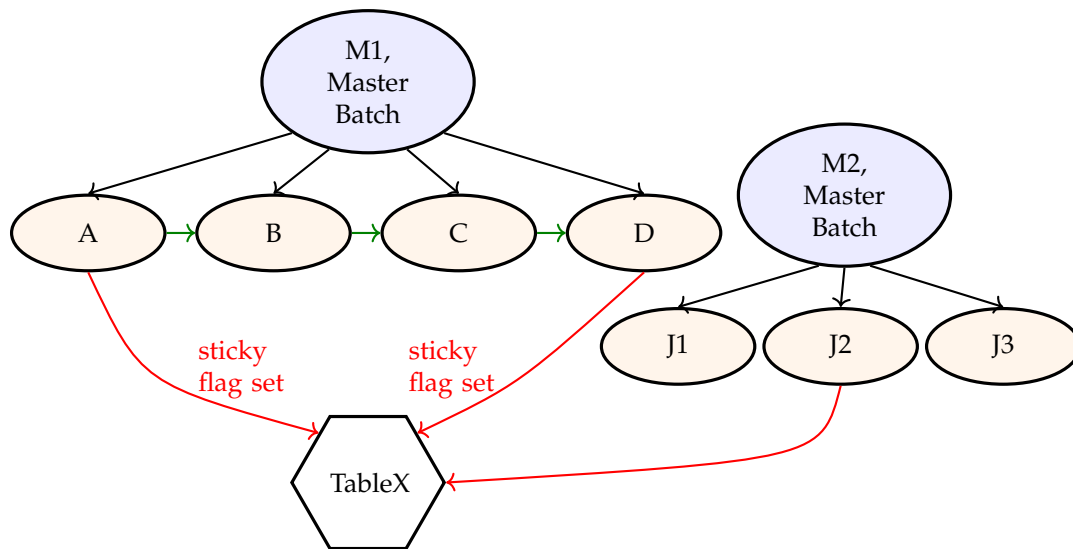 M1,
Master
Batch
M2,
Master
Batch
A
B
C
D
J1
J2
J3
sticky
flag set
sticky
flag set
TableX